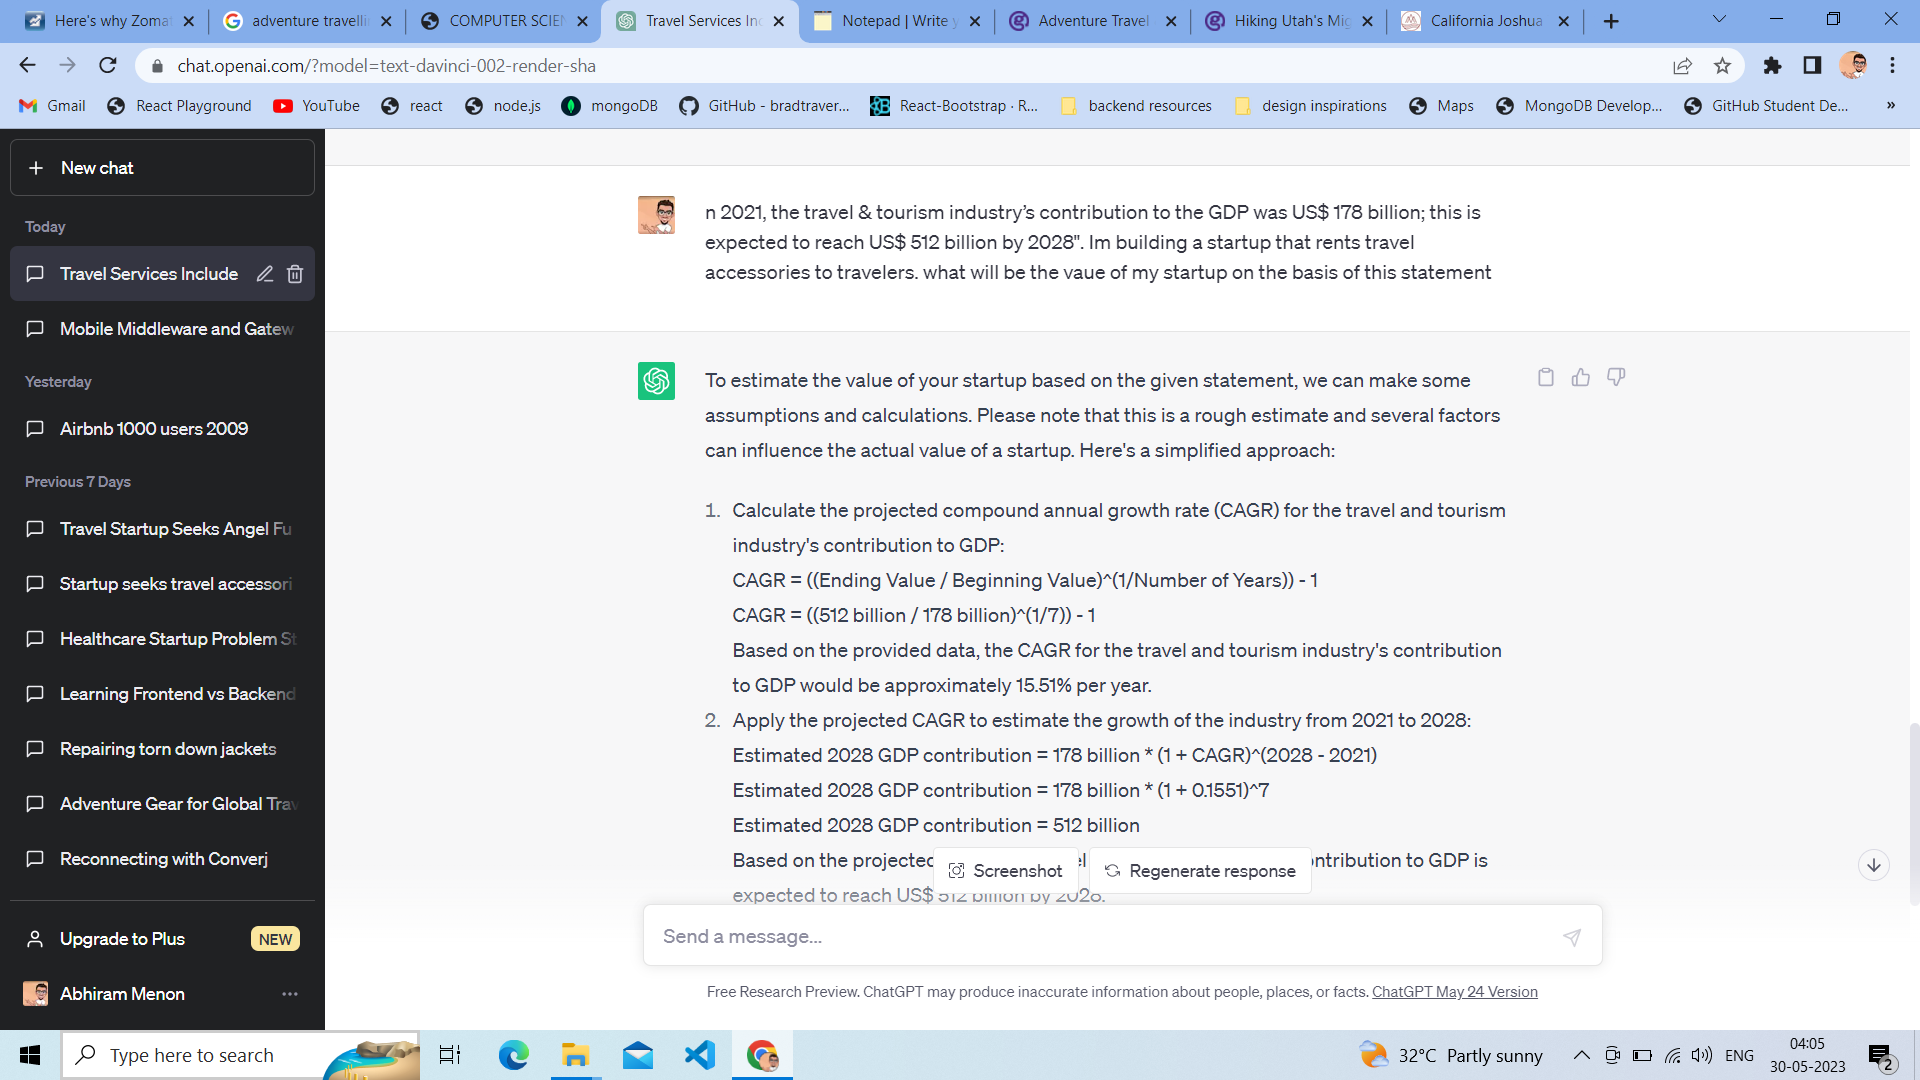 Here's why Zomat
adventure travellin
COMPUTER SCIEN
Travel Services Inc
Notepad | Write y
Adventure Travel
Hiking Utah's Mig
California Joshua
chat.openai.com/?model=text-davinci-002-render-sha
Gmail
React Playground
YouTube
react
node.js
mongoDB
GitHub - bradtraver...
React-Bootstrap · R...
backend resources
design inspirations
Maps
MongoDB Develop...
GitHub Student De...
»
+ New chat
Today
Travel Services Include
Mobile Middleware and Gatew
Yesterday
Airbnb 1000 users 2009
Previous 7 Days
Travel Startup Seeks Angel Fu
Startup seeks travel accessori
Healthcare Startup Problem St
Learning Frontend vs Backend
Repairing torn down jackets
Adventure Gear for Global Trav
Reconnecting with Converj
Upgrade to Plus NEW
Abhiram Menon ...
n 2021, the travel & tourism industry’s contribution to the GDP was US$ 178 billion; this is
expected to reach US$ 512 billion by 2028". Im building a startup that rents travel
accessories to travelers. what will be the vaue of my startup on the basis of this statement
To estimate the value of your startup based on the given statement, we can make some
assumptions and calculations. Please note that this is a rough estimate and several factors
can influence the actual value of a startup. Here's a simplified approach:
1. Calculate the projected compound annual growth rate (CAGR) for the travel and tourism
industry's contribution to GDP:
CAGR = ((Ending Value / Beginning Value)^(1/Number of Years)) - 1
CAGR = ((512 billion / 178 billion)^(1/7)) - 1
Based on the provided data, the CAGR for the travel and tourism industry's contribution
to GDP would be approximately 15.51% per year.
2. Apply the projected CAGR to estimate the growth of the industry from 2021 to 2028:
Estimated 2028 GDP contribution = 178 billion * (1 + CAGR)^(2028 - 2021)
Estimated 2028 GDP contribution = 178 billion * (1 + 0.1551)^7
Estimated 2028 GDP contribution = 512 billion
Based on the projected ontribution to GDP is
Screenshot
Regenerate response
expected to reach US$ 512 billion by 2028.
Send a message...
Free Research Preview. ChatGPT may produce inaccurate information about people, places, or facts. ChatGPT May 24 Version
Type here to search
32°C Partly sunny
ENG
04:05
30-05-2023
2